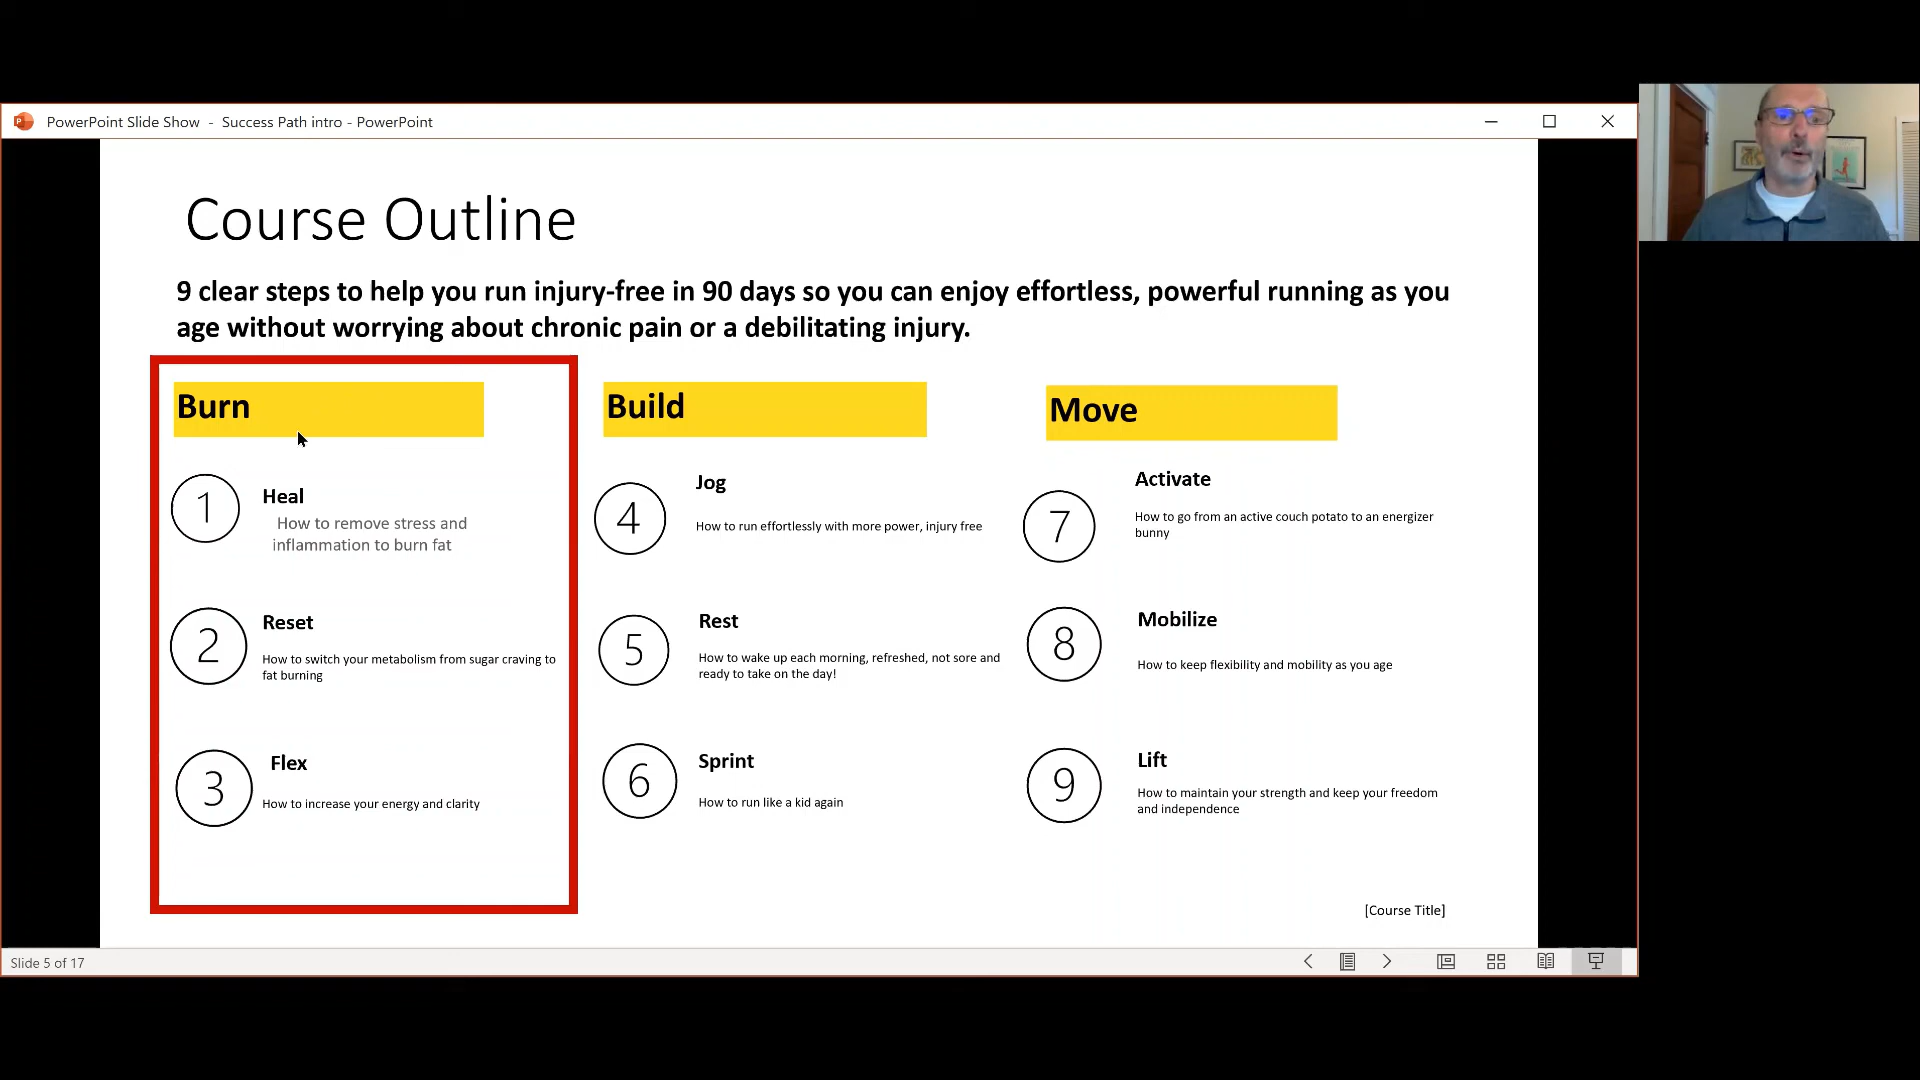 PowerPoint Slide Show - Success Path intro - PowerPoint
Course Outline
9 clear steps to help you run injury-free in 90 days so you can enjoy effortless, powerful running as you
age without worrying about chronic pain or a debilitating injury.
Burn
1
Heal
How to remove stress and
inflammation to burn fat
2
Reset
How to switch your metabolism from sugar craving to
fat burning
3
Flex
How to increase your energy and clarity
Build
4
Jog
How to run effortlessly with more power, injury free
5
Rest
How to wake up each morning, refreshed, not sore and
ready to take on the day!
6
Sprint
How to run like a kid again
Move
7
Activate
How to go from an active couch potato to an energizer
bunny
8
Mobilize
How to keep flexibility and mobility as you age
9
Lift
How to maintain your strength and keep your freedom
and independence
[Course Title]
Slide 5 of 17